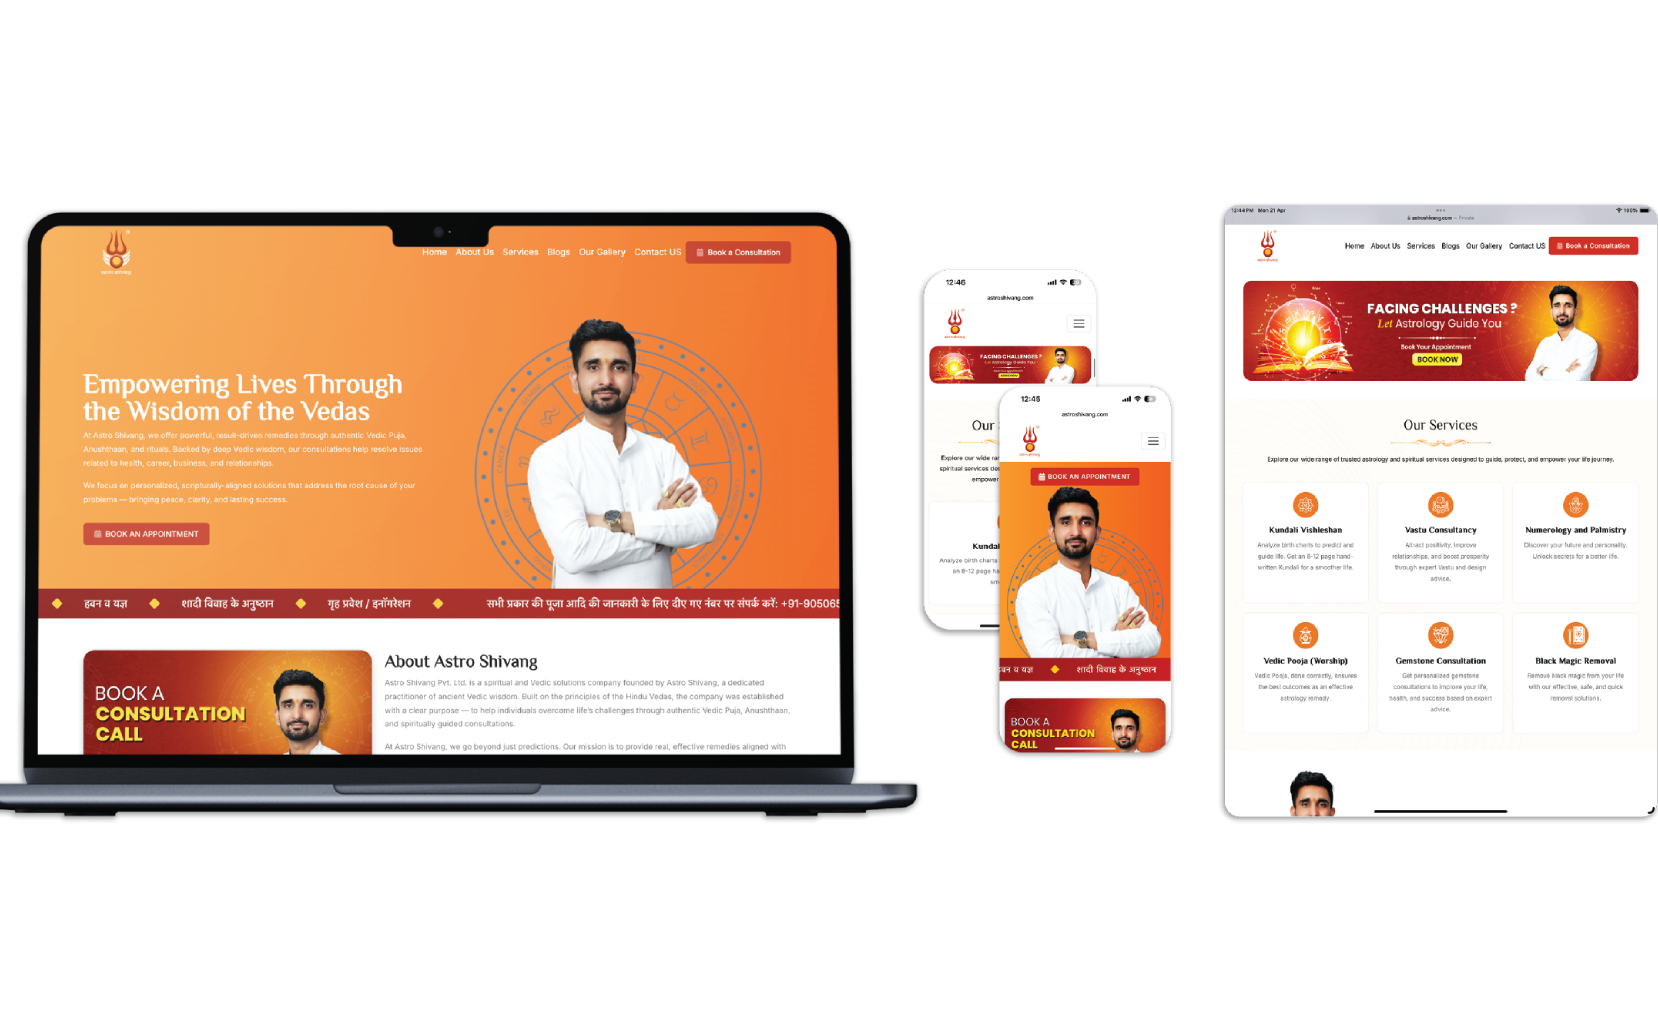 Home About Us Services Blogs Our Gallery Contact US Book a Consultation
astro shivang
Empowering Lives Through
the Wisdom of the Vedas
At Astro Shivang, we offer powerful, result-driven remedies through authentic Vedic Puja,
Anushthaan, and rituals. Backed by deep Vedic wisdom, our consultations help resolve issues
related to health, career, business, and relationships.
We focus on personalized, scripturally-aligned solutions that address the root cause of your
problems — bringing peace, clarity, and lasting success.
BOOK AN APPOINTMENT
CANCER
हवन व यज्ञ शादी विवाह के अनुष्ठान गृह प्रवेश / इनॉगरेशन सभी प्रकार की पूजा आदि की जानकारी के लिए दीए गए नंबर पर संपर्क करें: +91-905065
BOOK A
CONSULTATION
CALL
About Astro Shivang
Astro Shivang Pvt. Ltd. is a spiritual and Vedic solutions company founded by Astro Shivang, a dedicated
practitioner of ancient Vedic wisdom. Built on the principles of the Hindu Vedas, the company was established
with a clear purpose — to help individuals overcome life's challenges through authentic Vedic Puja, Anushthaan,
and spiritually guided consultations.
At Astro Shivang, we go beyond just predictions. Our mission is to provide real, effective remedies aligned with
12:46
astroshivang.com
FACING CHALLENGES ?
Let Astrology Guide You
Book Your Appointment
BOOK NOW
Our
Explore our wide ra
spiritual services de
empower
Kundal
Analyze birth charts
an 8-12 page ha
sm
12:45
astroshivang.com
BOOK AN APPOINTMENT
हवन व यज्ञ शादी विवाह के अनुष्ठान
BOOK A
CONSULTATION
CALL
12:44 PM Mon 21 Apr 100%
astroshivang.com — Private
Home About Us Services Blogs Our Gallery Contact US Book a Consultation
FACING CHALLENGES ?
Let Astrology Guide You
Book Your Appointment
BOOK NOW
Our Services
Explore our wide range of trusted astrology and spiritual services designed to guide, protect, and empower your life journey.
Kundali Vishleshan
Analyze birth charts to predict and
guide life. Get an 8-12 page hand-
written Kundali for a smoother life.
Vastu Consultancy
Attract positivity, improve
relationships, and boost prosperity
through expert Vastu and design
advice.
Numerology and Palmistry
Discover your future and personality.
Unlock secrets for a better life.
Vedic Pooja (Worship)
Vedic Pooja, done correctly, ensures
the best outcomes as an effective
astrology remedy.
Gemstone Consultation
Get personalized gemstone
consultations to improve your life,
health, and success based on expert
advice.
Black Magic Removal
Remove black magic from your life
with our effective, safe, and quick
removal solutions.